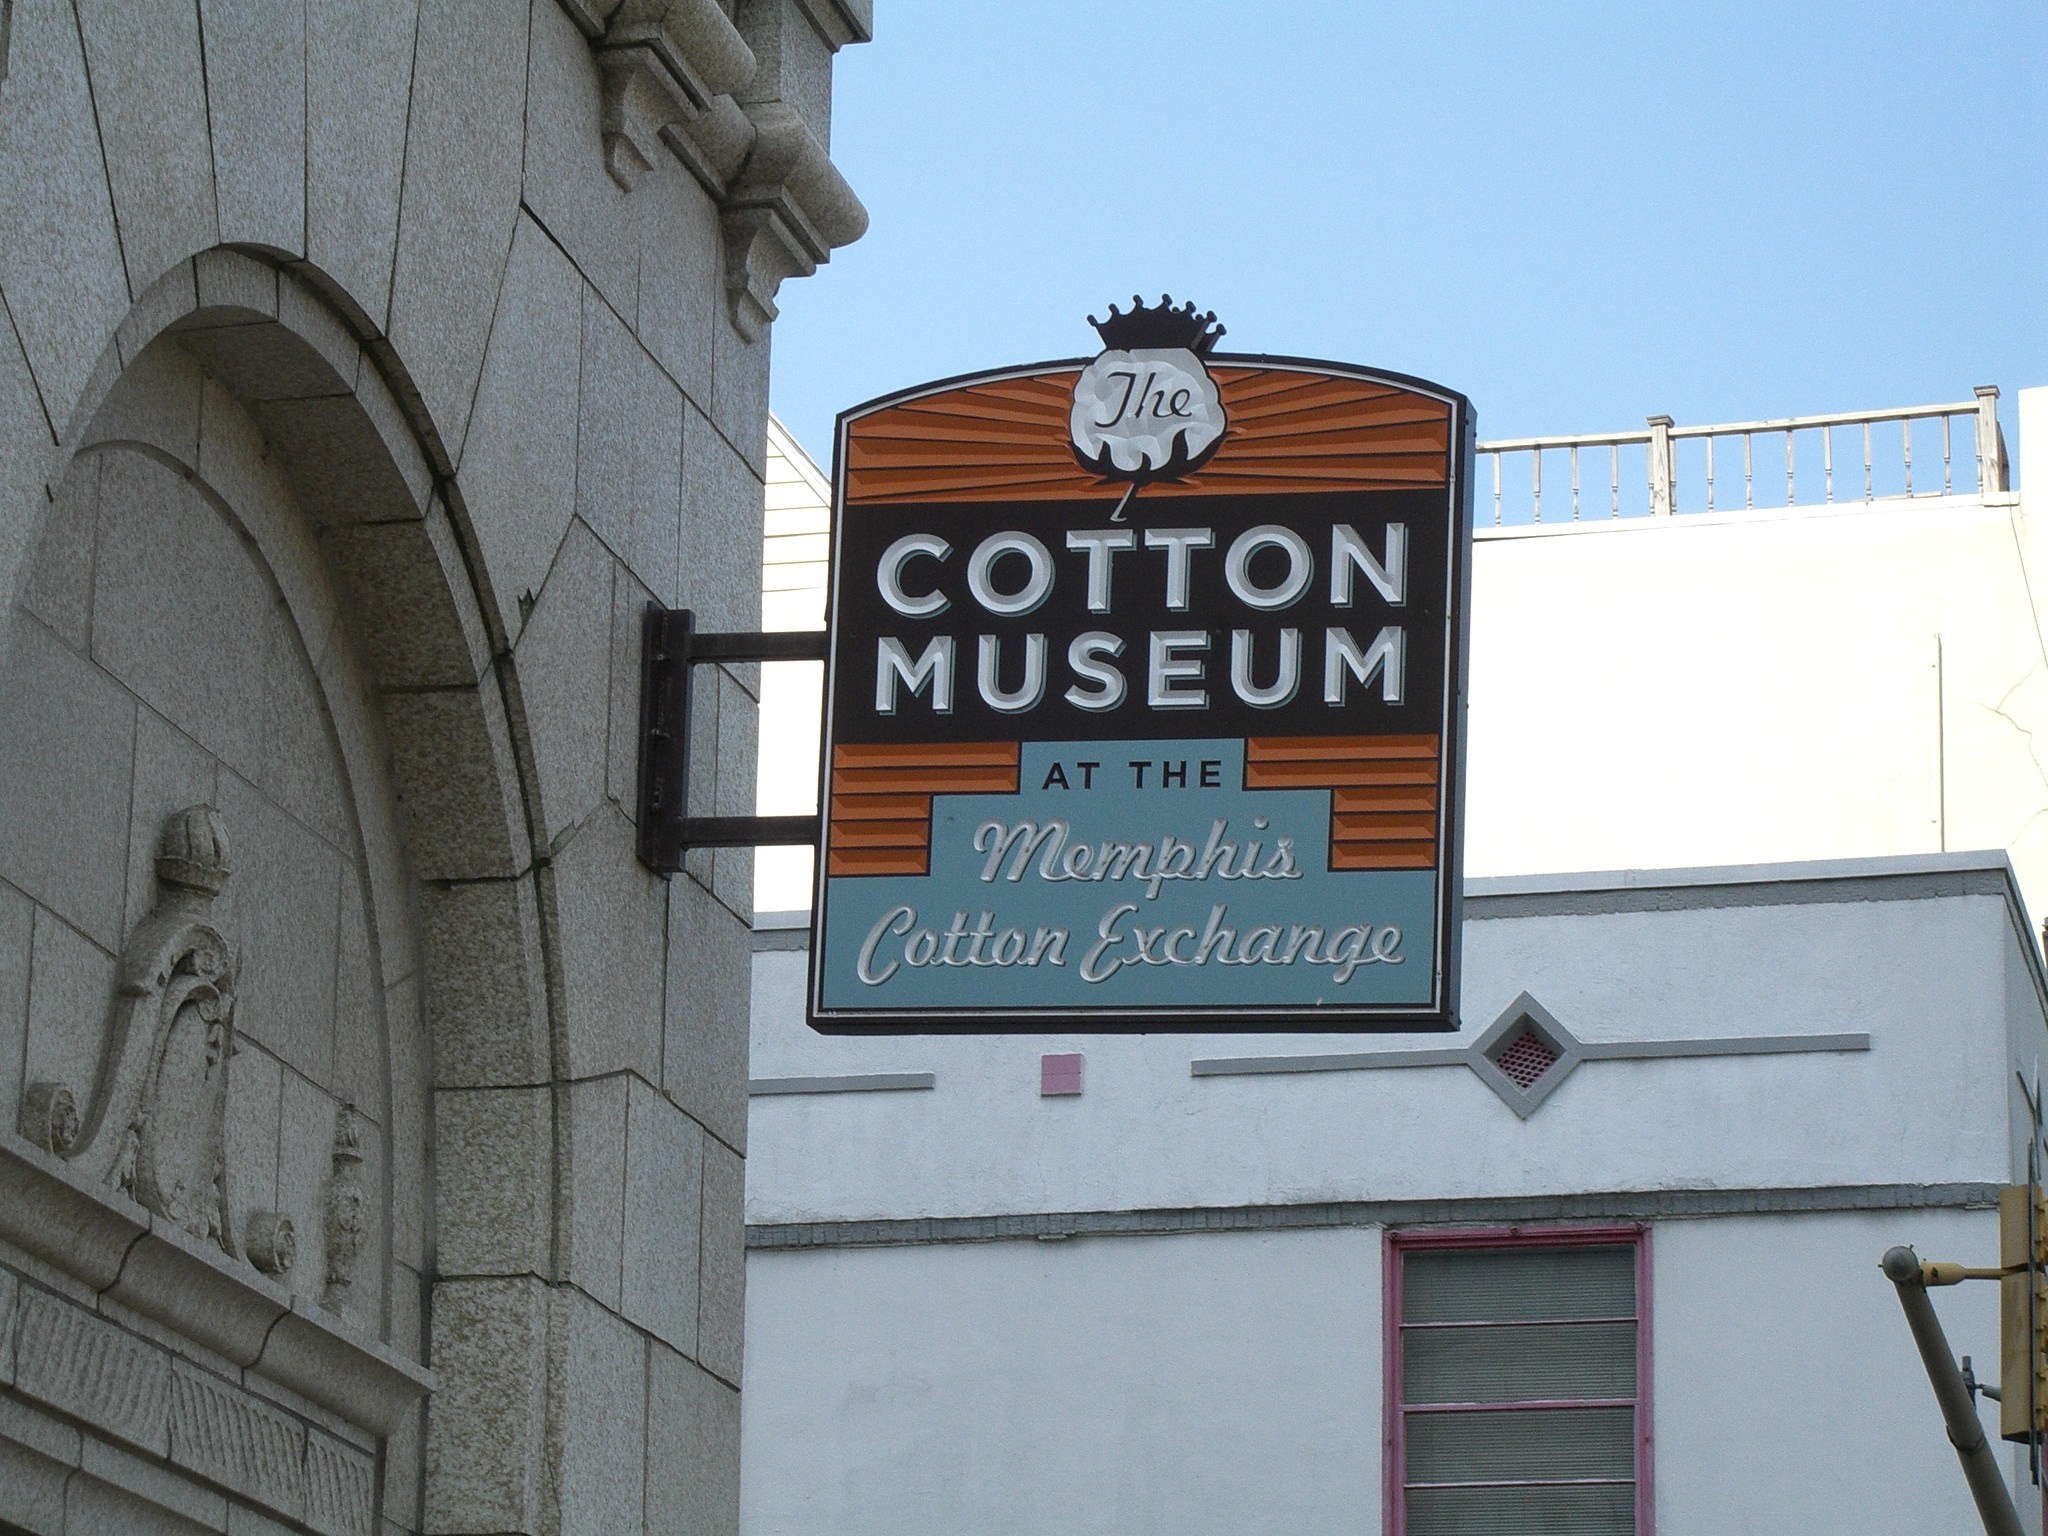 The
COTTON
MUSEUM
AT THE
Memphis
Cotton Exchange